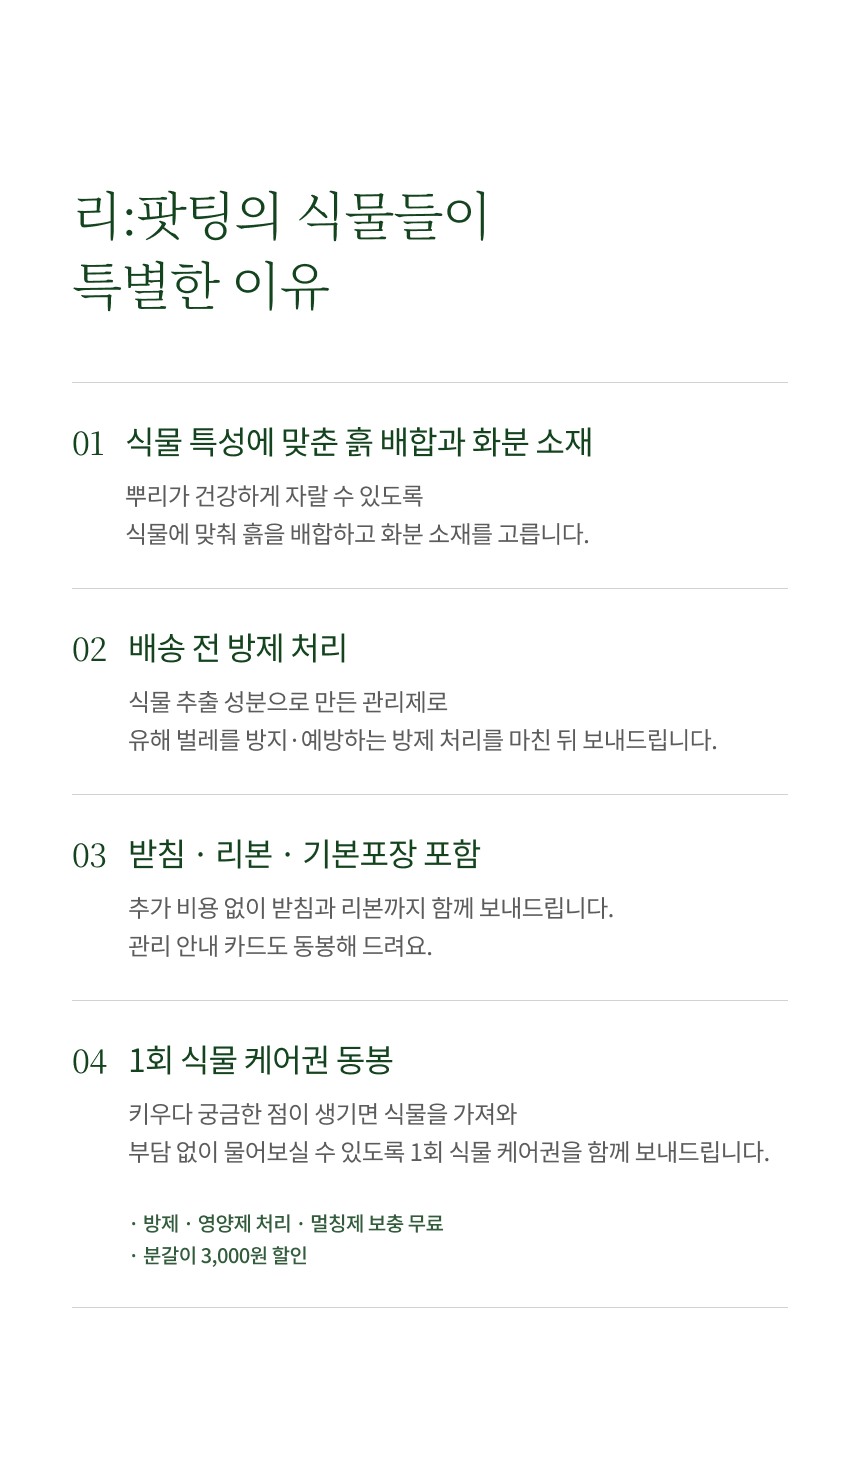 리:팟팅의 식물들이
특별한 이유
01 식물 특성에 맞춘 흙 배합과 화분 소재
뿌리가 건강하게 자랄 수 있도록
식물에 맞춰 흙을 배합하고 화분 소재를 고릅니다.
02 배송 전 방제 처리
식물 추출 성분으로 만든 관리제로
유해 벌레를 방지·예방하는 방제 처리를 마친 뒤 보내드립니다.
03 받침 · 리본 · 기본포장 포함
추가 비용 없이 받침과 리본까지 함께 보내드립니다.
관리 안내 카드도 동봉해 드려요.
04 1회 식물 케어권 동봉
키우다 궁금한 점이 생기면 식물을 가져와
부담 없이 물어보실 수 있도록 1회 식물 케어권을 함께 보내드립니다.
· 방제 · 영양제 처리 · 멀칭제 보충 무료
· 분갈이 3,000원 할인